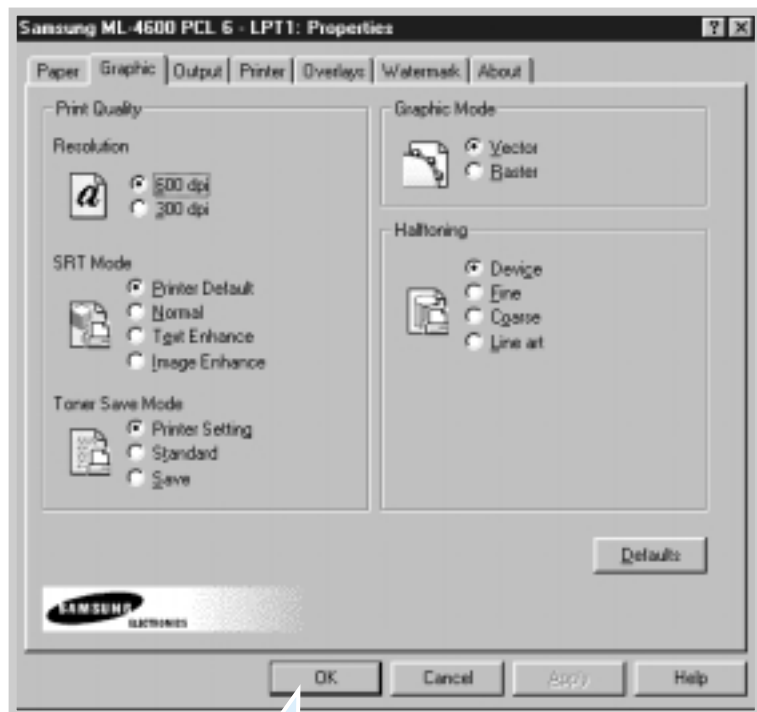 Samsung ML-4600 PCL 6 - LPT1: Properties
Paper Graphic Output Printer Overlays Watermark About
Print Quality
Resolution
a
600 dpi
300 dpi
SRT Mode
Printer Default
Normal
Text Enhance
Image Enhance
Toner Save Mode
Printer Setting
Standard
Save
Graphic Mode
Vector
Raster
Halftoning
Device
Fine
Coarse
Line art
Defaults
SAMSUNG
ELECTRONICS
OK Cancel Apply Help